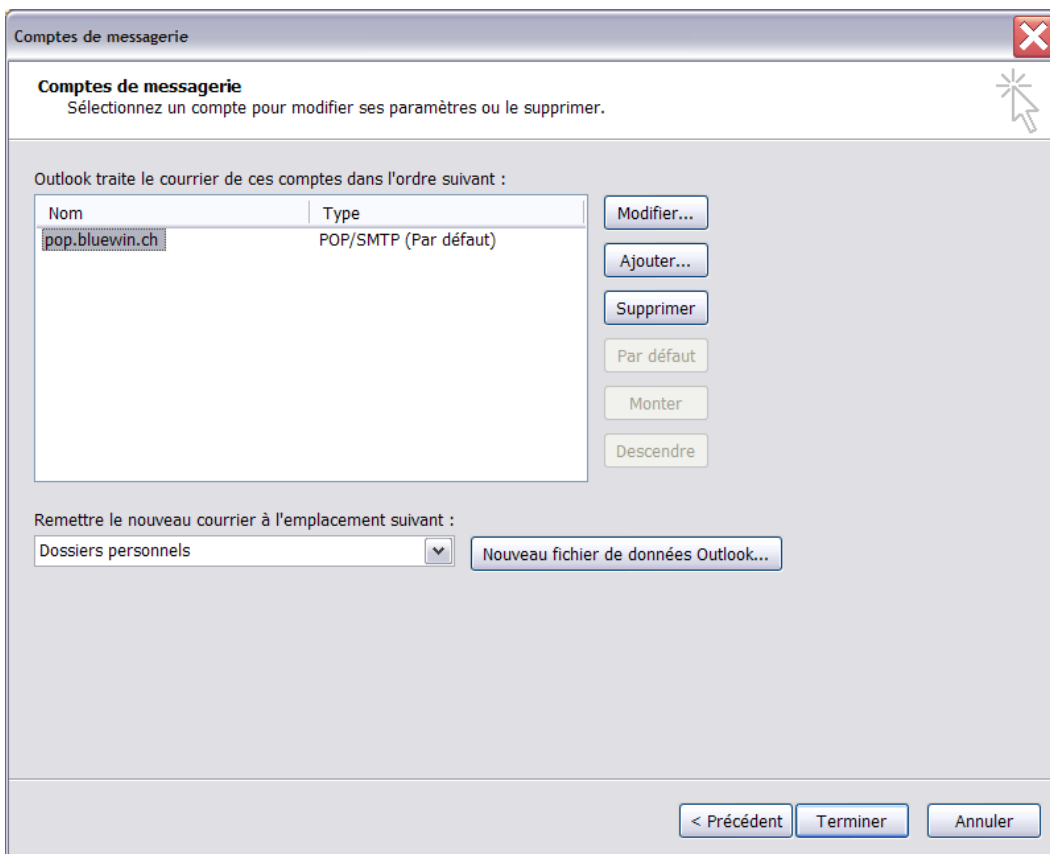 Comptes de messagerie
Comptes de messagerie
Sélectionnez un compte pour modifier ses paramètres ou le supprimer.
Outlook traite le courrier de ces comptes dans l'ordre suivant :
Nom Type
pop.bluewin.ch POP/SMTP (Par défaut)
Modifier...
Ajouter...
Supprimer
Par défaut
Monter
Descendre
Remettre le nouveau courrier à l'emplacement suivant :
Dossiers personnels Nouveau fichier de données Outlook...
< Précédent Terminer Annuler